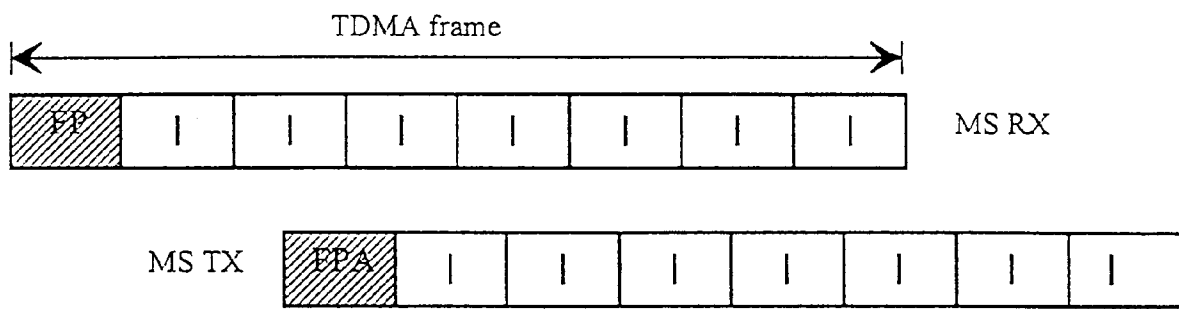 TDMA frame
FP I I I I I I I MS RX
MS TX FPA I I I I I I I